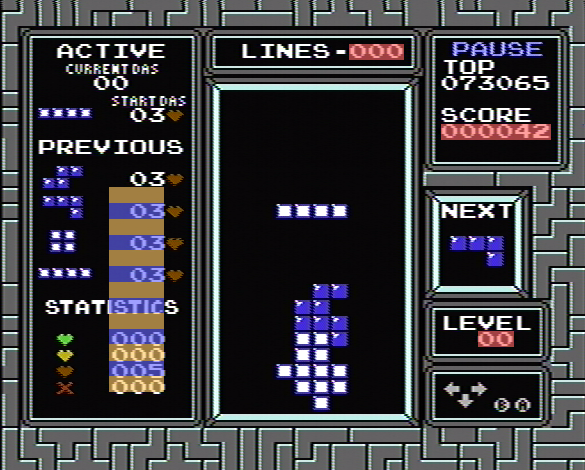 ACTIVE
CURRENT DAS
00
START DAS
03
PREVIOUS
03
03
03
03
STATISTICS
000
000
005
000
LINES-000
PAUSE
TOP
073065
SCORE
000042
NEXT
LEVEL
00
B A